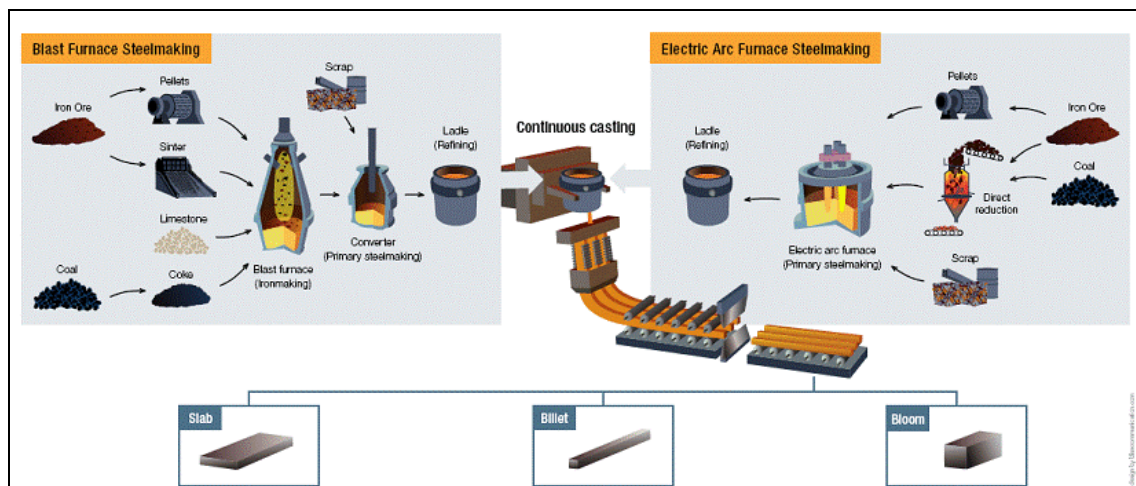 Blast Furnace Steelmaking
Pellets
Iron Ore
Sinter
Limestone
Coal
Coke
Scrap
Blast furnace
(Ironmaking)
Converter
(Primary steelmaking)
Ladle
(Refining)
Continuous casting
Electric Arc Furnace Steelmaking
Pellets
Iron Ore
Ladle
(Refining)
Coal
Direct
reduction
Electric arc furnace
(Primary steelmaking)
Scrap
Slab
Billet
Bloom